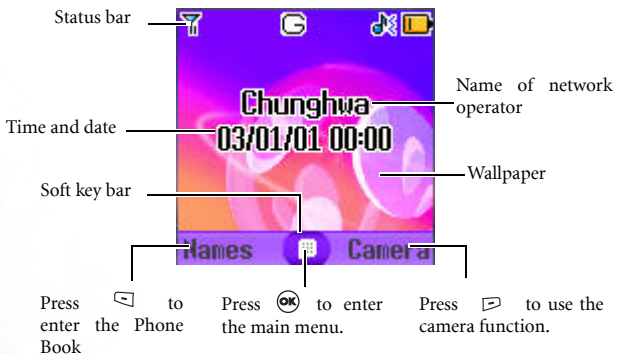 Status bar
G
Chunghwa
03/01/01 00:00
Name of network
operator
Time and date
Wallpaper
Soft key bar
Names
Camera
Press to
enter the Phone
Book
Press OK to enter
the main menu.
Press to use the
camera function.